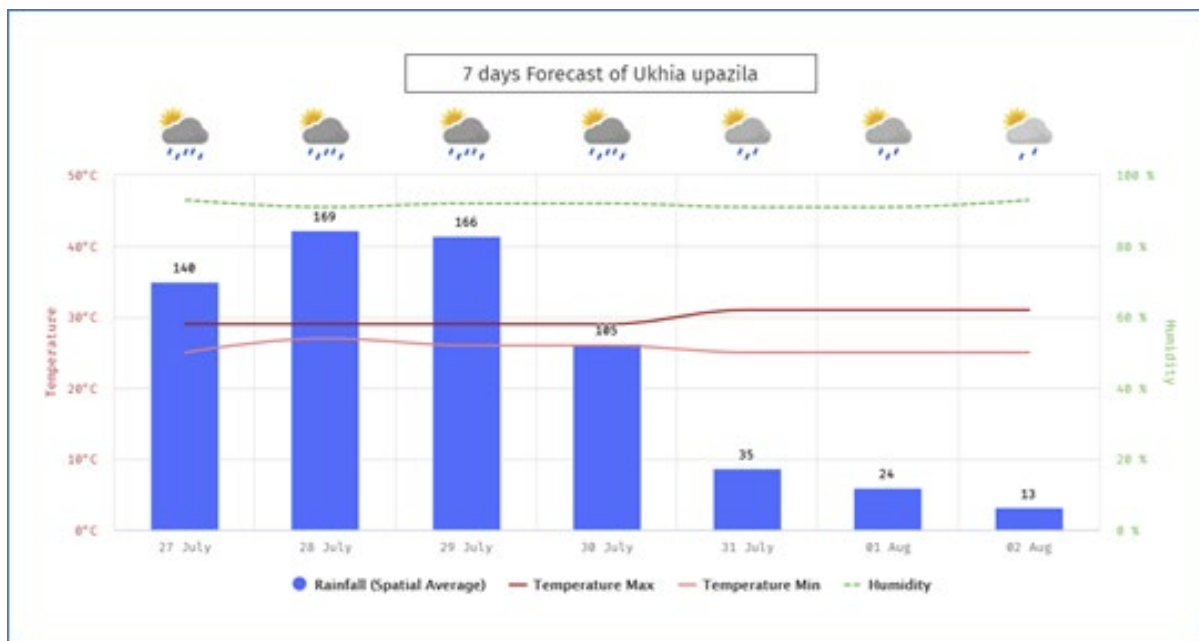 7 days Forecast of Ukhia upazila
50°C
100 %
40°C
80 %
30°C
60 %
20°C
40 %
10°C
20 %
0°C
0 %
Temperature
Humidity
140
169
166
105
35
24
13
27 July
28 July
29 July
30 July
31 July
01 Aug
02 Aug
Rainfall (Spatial Average)
Temperature Max
Temperature Min
Humidity